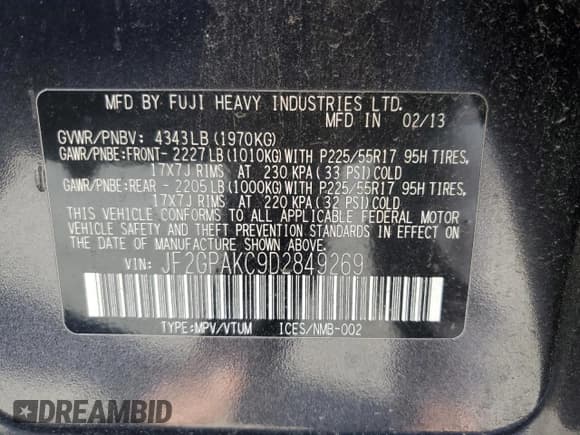 MFD BY FUJI HEAVY INDUSTRIES LTD.
MFD IN 02/13
GVWR/PNBV: 4343LB (1970KG)
GAWR/PNBE:FRONT- 2227LB(1010KG)WITH P225/55R17 95H TIRES,
17X7J RIMS AT 230 KPA (33 PSI)COLD
GAWR/PNBE:REAR - 2205LB(1000KG)WITH P225/55R17 95H TIRES,
17X7J RIMS AT 220 KPA (32 PSI)COLD
THIS VEHICLE CONFORMS TO ALL APPLICABLE FEDERAL MOTOR
VEHICLE SAFETY AND THEFT PREVENTION STANDARDS IN EFFECT
ON THE DATE OF MANUFACTURE SHOWN ABOVE.
VIN: JF2GPAKC9D2849269
TYPE:MPV/VTUM ICES/NMB-002
DREAMBID